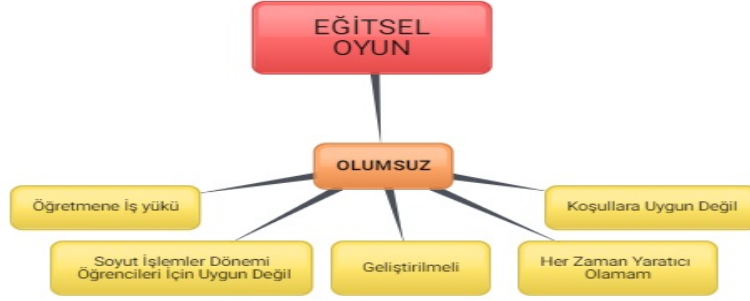 EĞİTSEL
OYUN
OLUMSUZ
Öğretmene İş yükü
Koşullara Uygun Değil
Soyut İşlemler Dönemi
Öğrencileri İçin Uygun Değil
Geliştirilmeli
Her Zaman Yaratıcı
Olamam